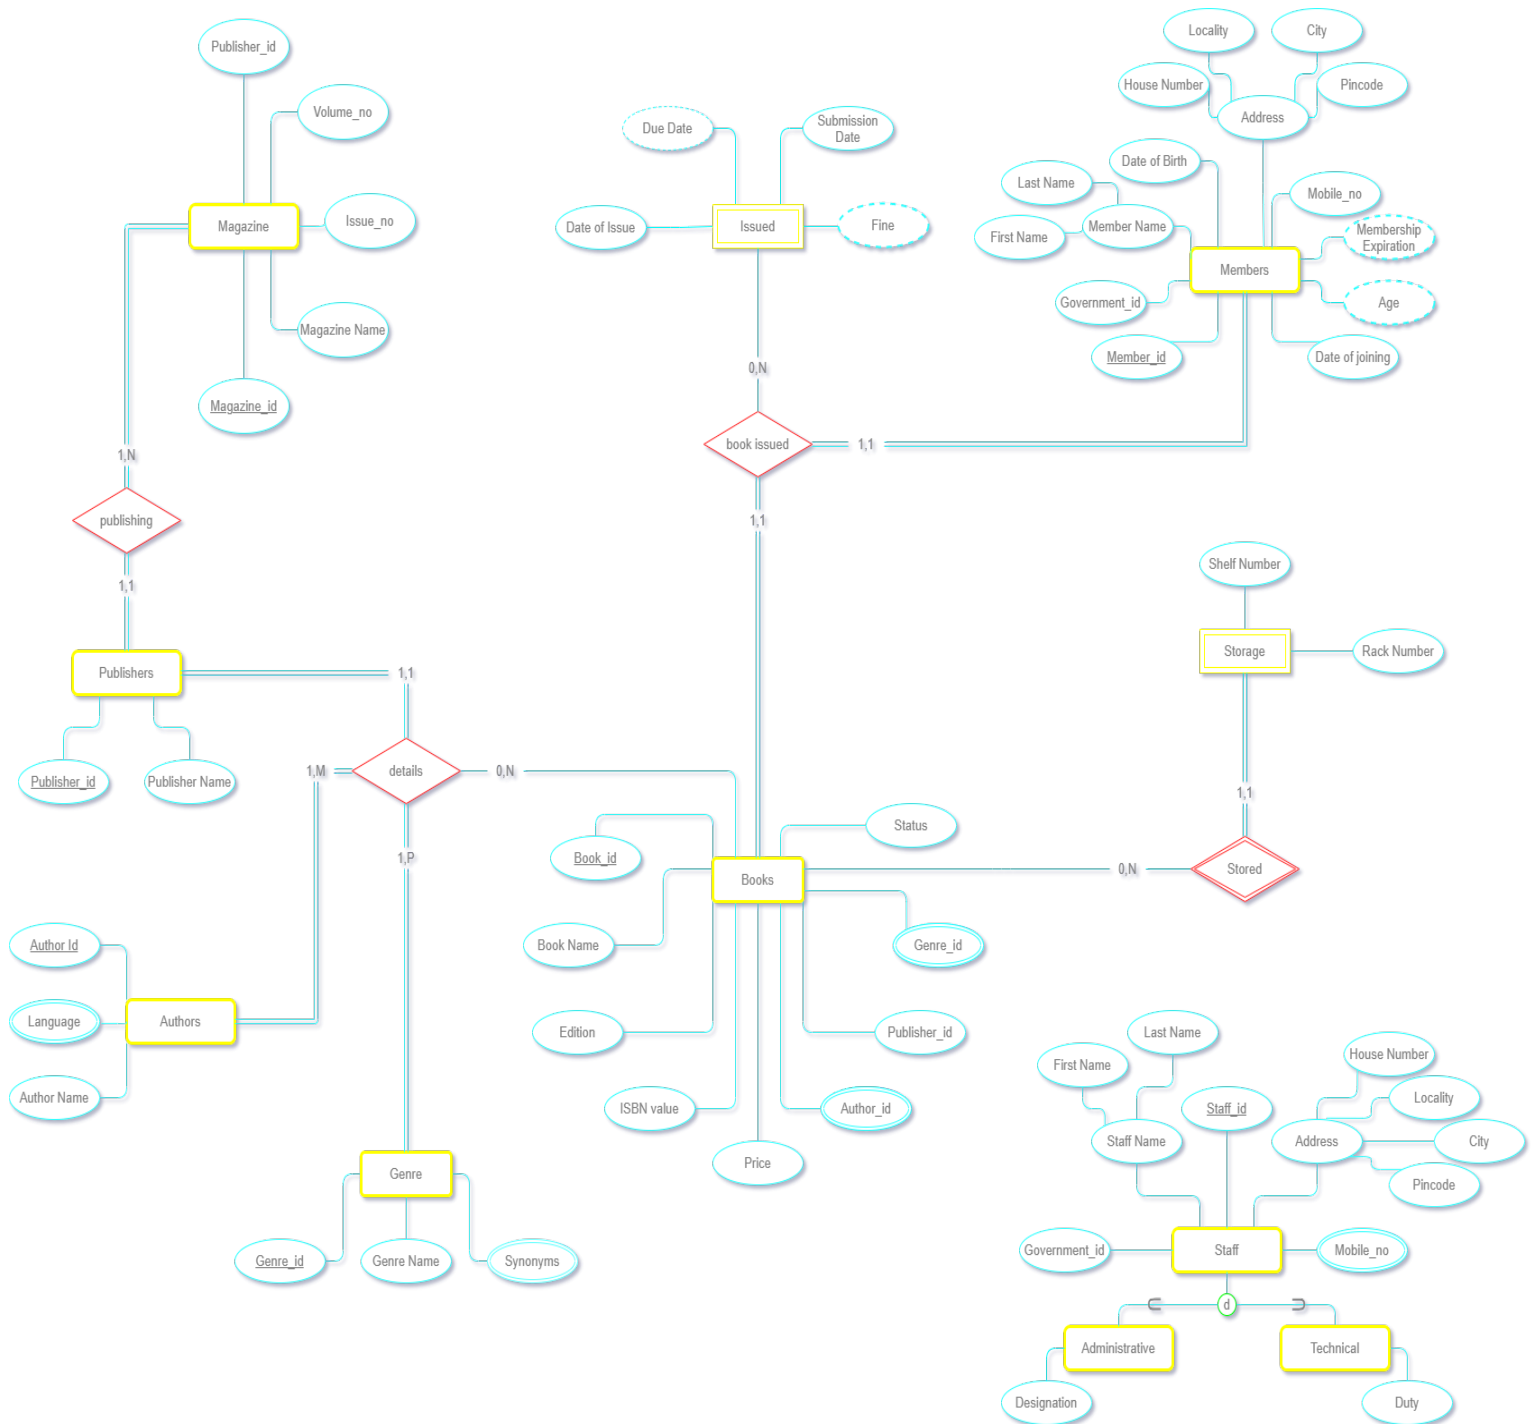 Publisher_id
Volume_no
Issue_no
Magazine
Magazine Name
Magazine_id
1,N
publishing
1,1
Publishers
Publisher_id
Publisher Name
Due Date
Submission
Date
Date of Issue
Issued
Fine
0,N
book issued
1,1
1,1
Locality
City
House Number
Pincode
Address
Date of Birth
Last Name
Mobile_no
First Name
Member Name
Membership
Expiration
Members
Government_id
Age
Member_id
Date of joining
Shelf Number
Storage
Rack Number
1,1
Stored
0,N
1,1
1,M
details
0,N
1,P
Status
Book_id
Books
Book Name
Genre_id
Edition
Publisher_id
ISBN value
Author_id
Price
Author Id
Language
Authors
Author Name
Genre
Genre_id
Genre Name
Synonyms
Last Name
First Name
House Number
Staff_id
Locality
Staff Name
Address
City
Pincode
Government_id
Staff
Mobile_no
d
Administrative
Technical
Designation
Duty